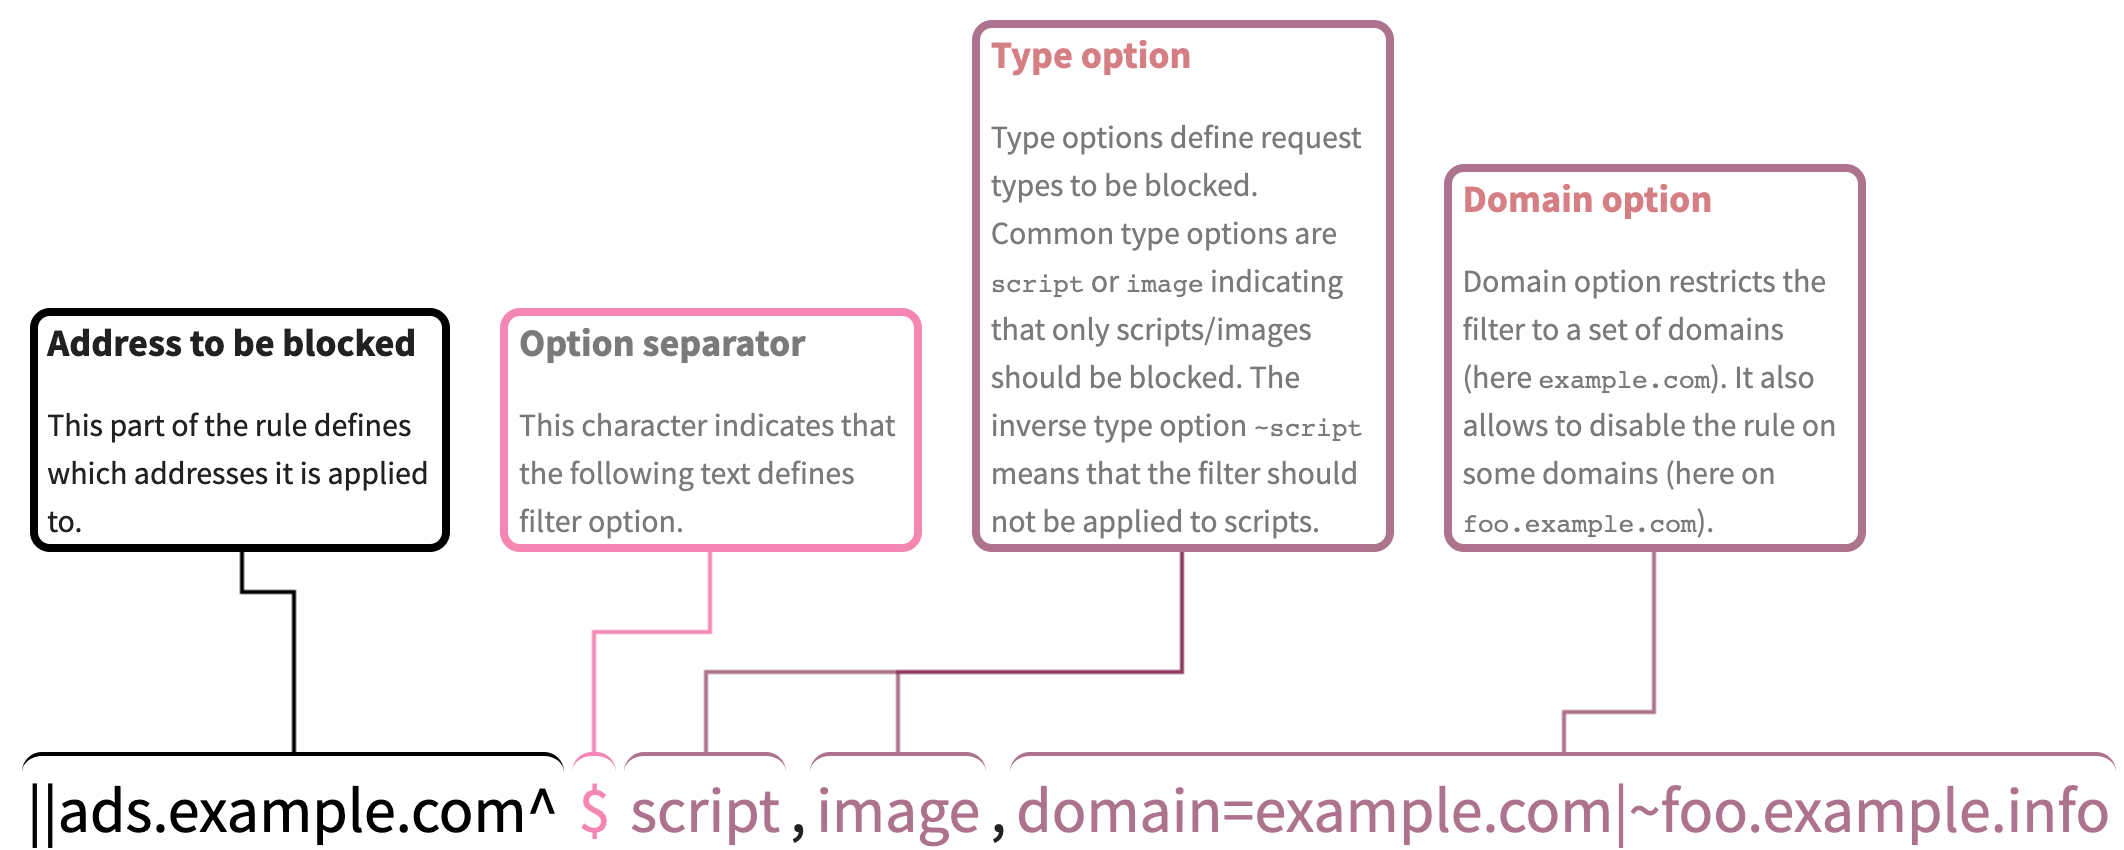 Type option
Type options define request
types to be blocked.
Common type options are
script or image indicating
that only scripts/images
should be blocked. The
inverse type option ~script
means that the filter should
not be applied to scripts.
Domain option
Domain option restricts the
filter to a set of domains
(here example.com). It also
allows to disable the rule on
some domains (here on
foo.example.com).
Address to be blocked
This part of the rule defines
which addresses it is applied
to.
Option separator
This character indicates that
the following text defines
filter option.
||ads.example.com^ $ script , image , domain=example.com|~foo.example.info